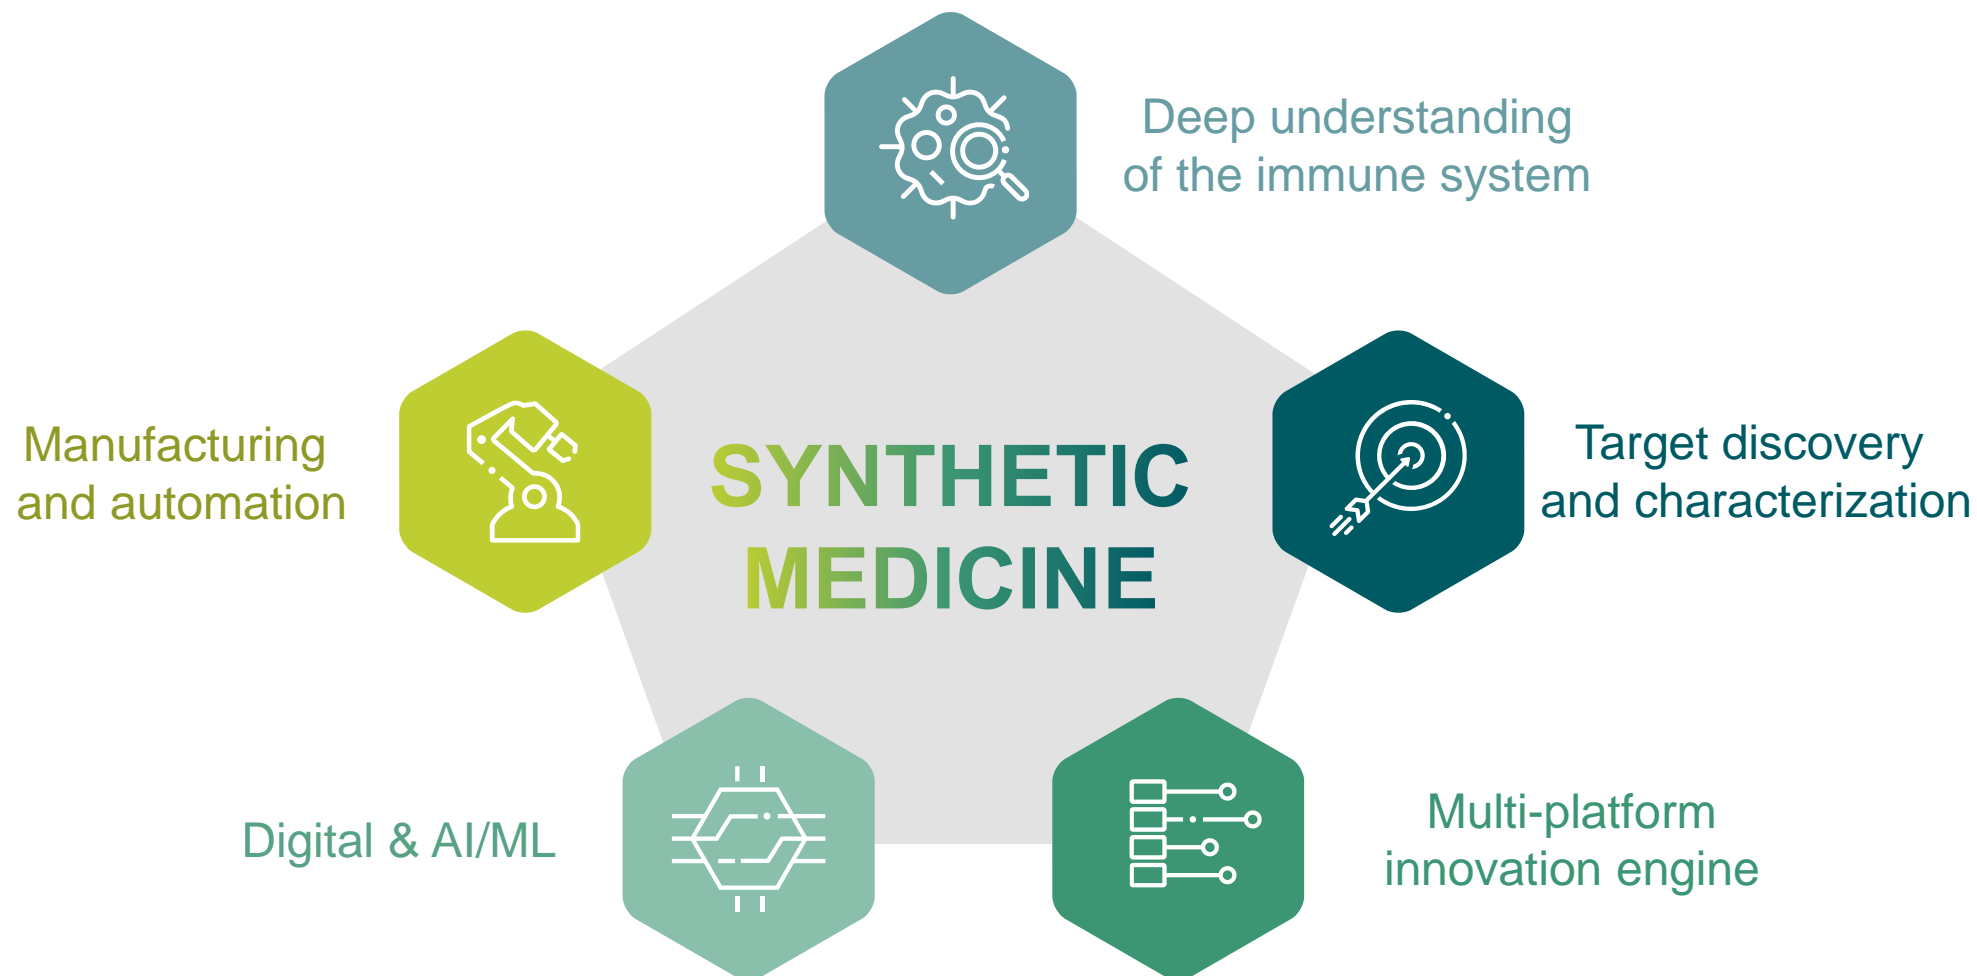 Deep understanding
of the immune system
Manufacturing
and automation
SYNTHETIC
MEDICINE
Target discovery
and characterization
Digital & AI/ML
Multi-platform
innovation engine